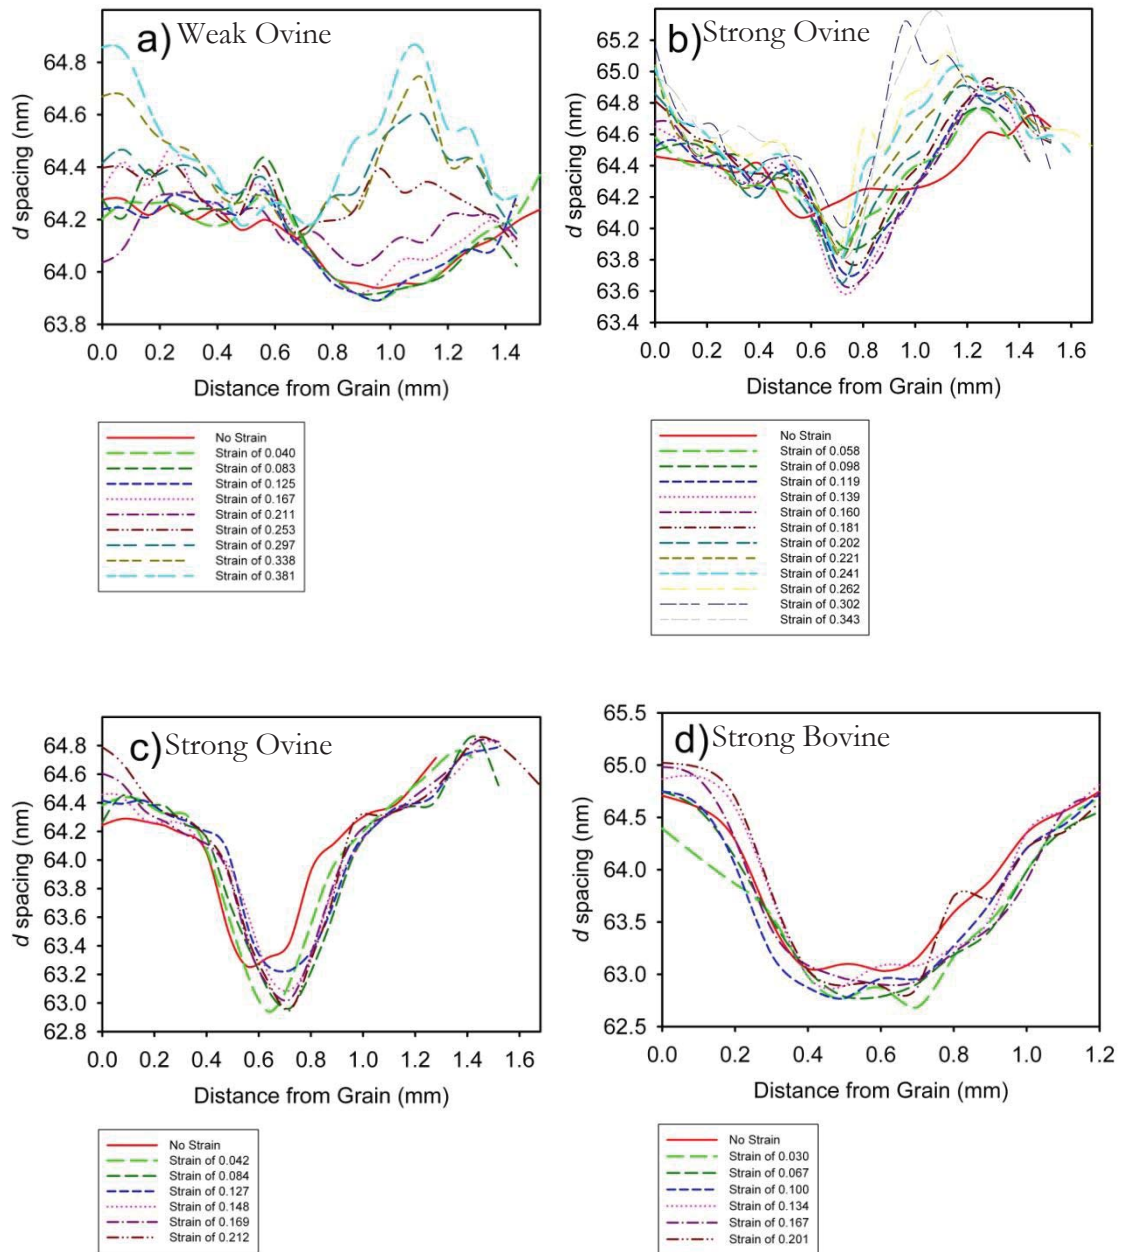 a) Weak Ovine
d spacing (nm)
64.8
64.6
64.4
64.2
64.0
63.8
0.0 0.2 0.4 0.6 0.8 1.0 1.2 1.4
Distance from Grain (mm)
No Strain
Strain of 0.040
Strain of 0.083
Strain of 0.125
Strain of 0.167
Strain of 0.211
Strain of 0.253
Strain of 0.297
Strain of 0.338
Strain of 0.381
b) Strong Ovine
d spacing (nm)
65.2
65.0
64.8
64.6
64.4
64.2
64.0
63.8
63.6
63.4
0.0 0.2 0.4 0.6 0.8 1.0 1.2 1.4 1.6
Distance from Grain (mm)
No Strain
Strain of 0.058
Strain of 0.098
Strain of 0.119
Strain of 0.139
Strain of 0.160
Strain of 0.181
Strain of 0.202
Strain of 0.221
Strain of 0.241
Strain of 0.262
Strain of 0.302
Strain of 0.343
c) Strong Ovine
d spacing (nm)
64.8
64.6
64.4
64.2
64.0
63.8
63.6
63.4
63.2
63.0
62.8
0.0 0.2 0.4 0.6 0.8 1.0 1.2 1.4 1.6
Distance from Grain (mm)
No Strain
Strain of 0.042
Strain of 0.084
Strain of 0.127
Strain of 0.148
Strain of 0.169
Strain of 0.212
d) Strong Bovine
d spacing (nm)
65.5
65.0
64.5
64.0
63.5
63.0
62.5
0.0 0.2 0.4 0.6 0.8 1.0 1.2
Distance from Grain (mm)
No Strain
Strain of 0.030
Strain of 0.067
Strain of 0.100
Strain of 0.134
Strain of 0.167
Strain of 0.201